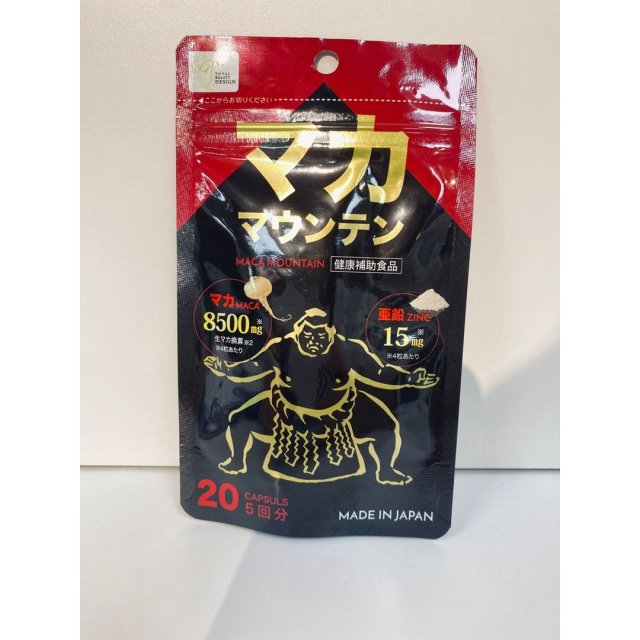 TOTAL
BEAUTY
DESIGN
ここからお切りください
マカ
マウンテン
MACA MOUNTAIN 健康補助食品
マカ MACA
8500mg※
生マカ換算※2
※4粒あたり
亜鉛 ZINC
15mg※
※4粒あたり
20 CAPSULS
5回分
MADE IN JAPAN